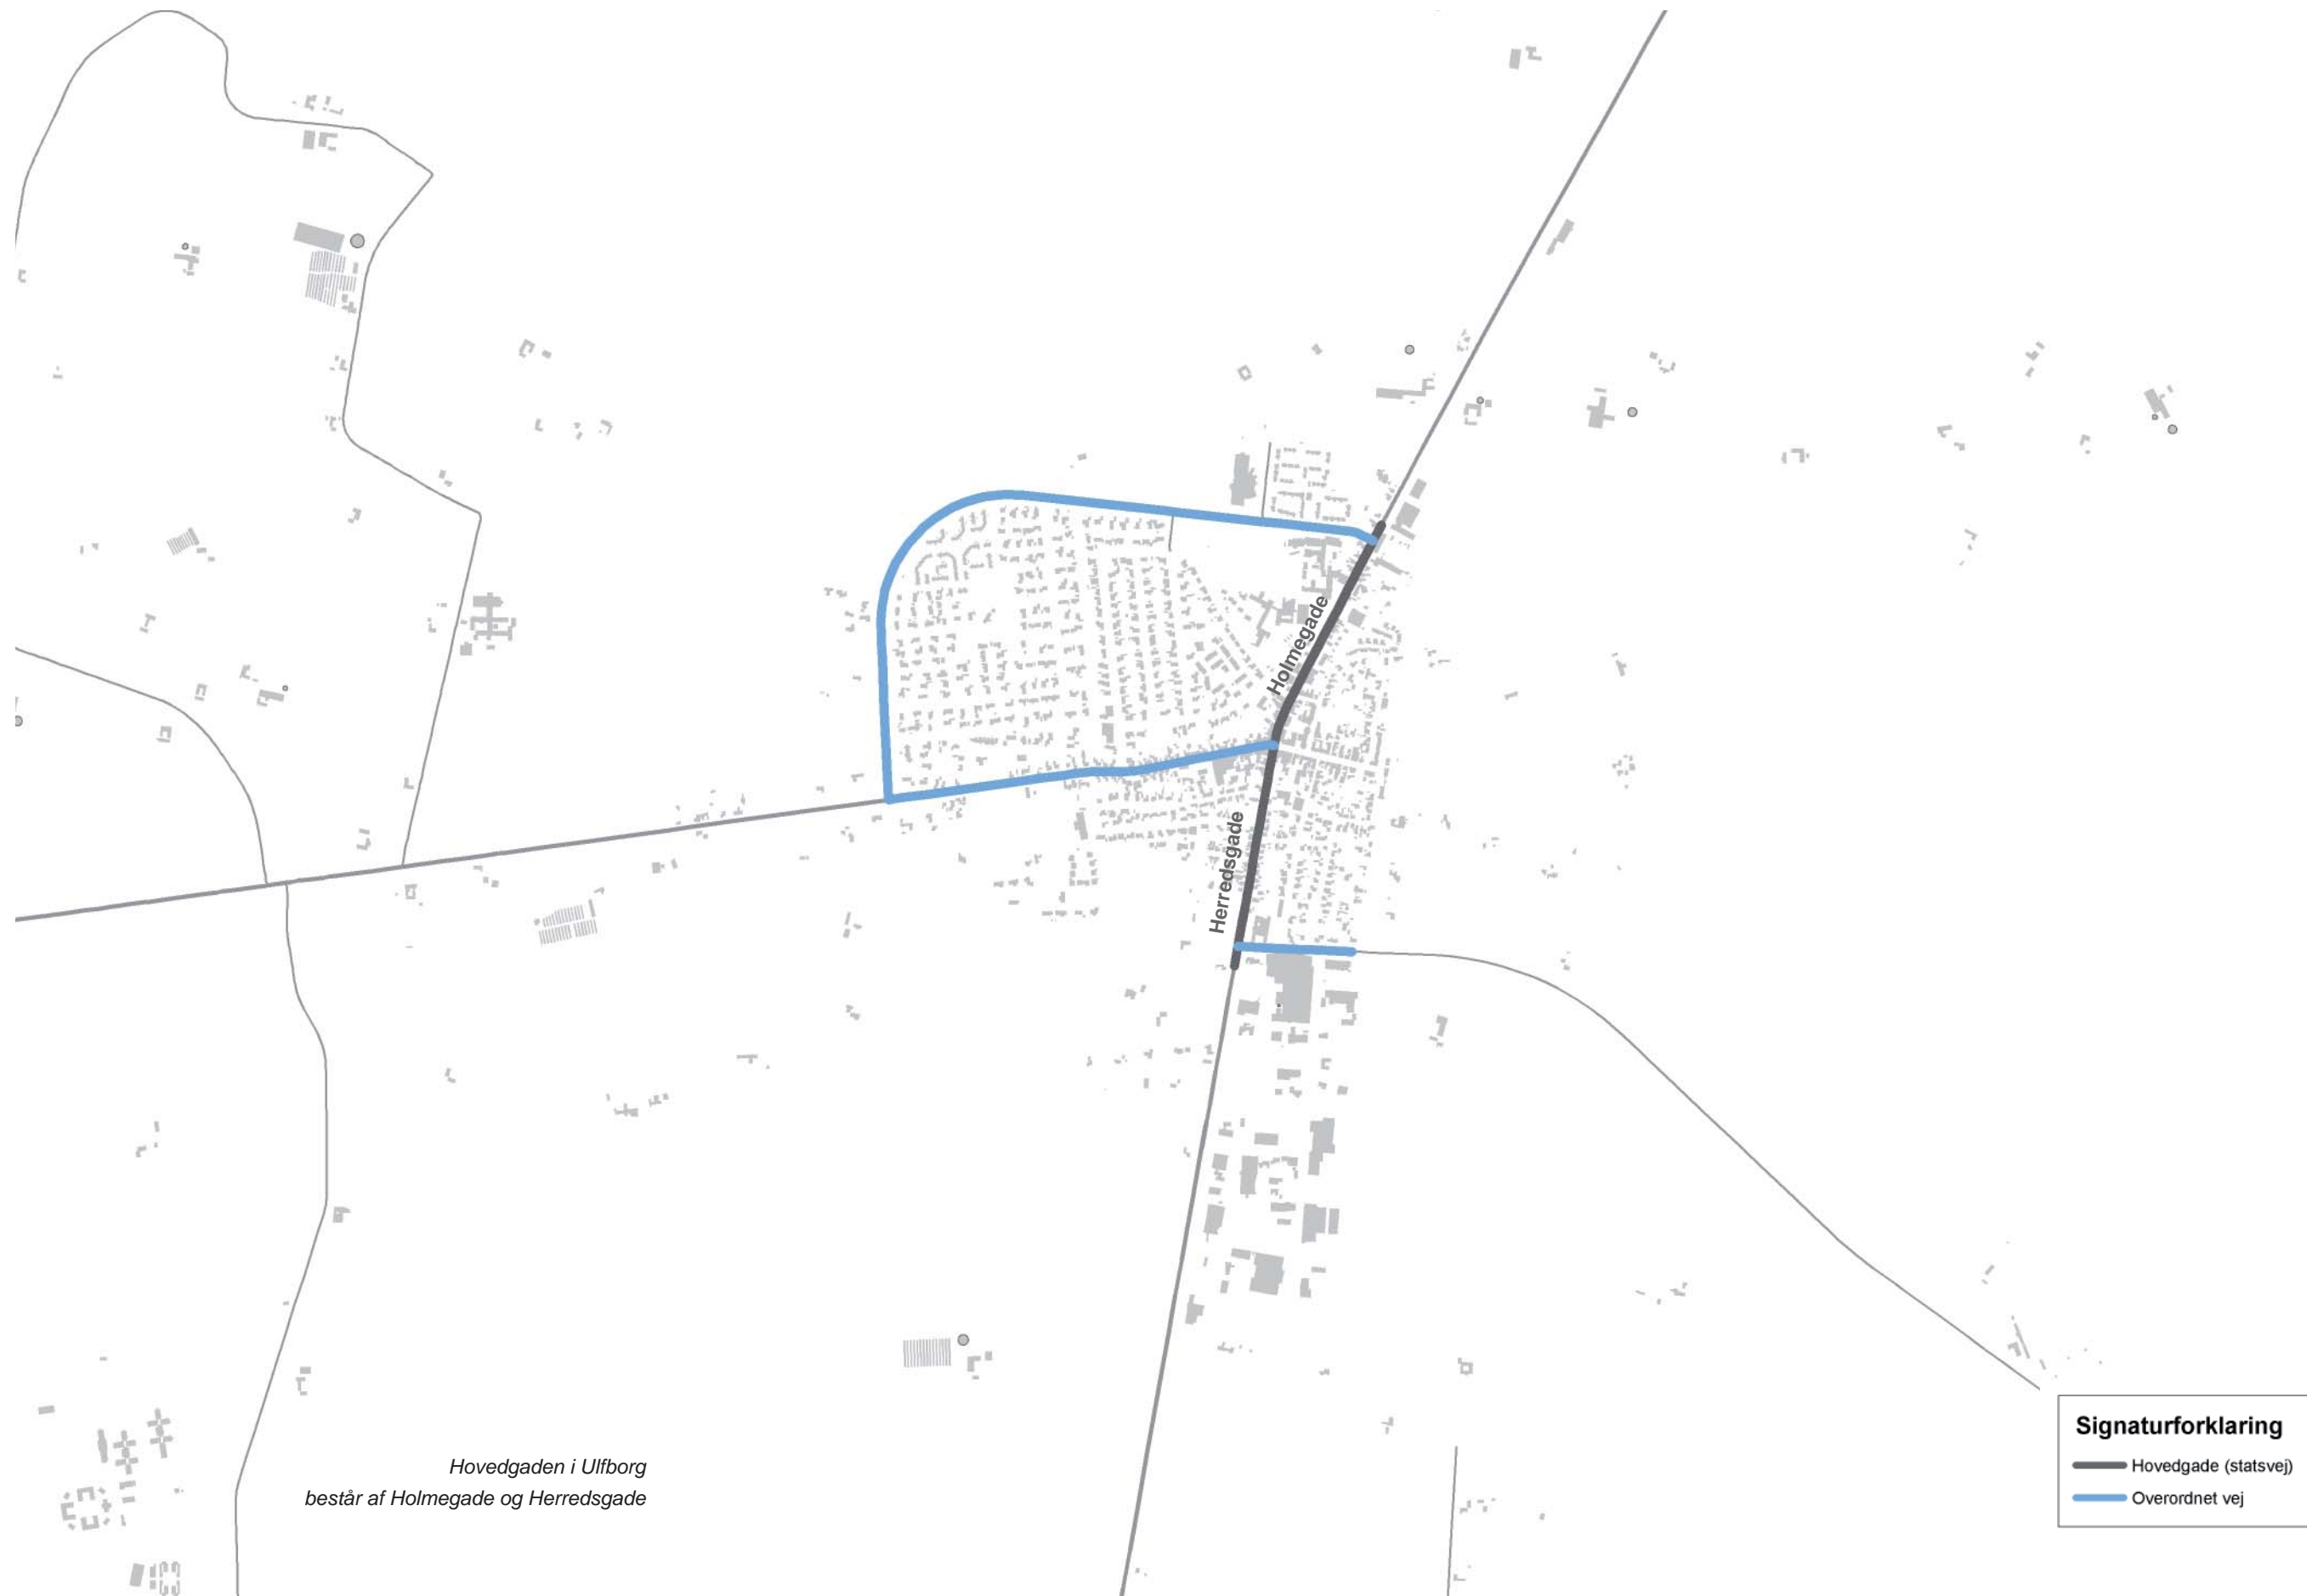 Holmegade
Herredsgade
Hovedgaden i Ulfborg
består af Holmegade og Herredsgade
Signaturforklaring
Hovedgade (statsvej)
Overordnet vej